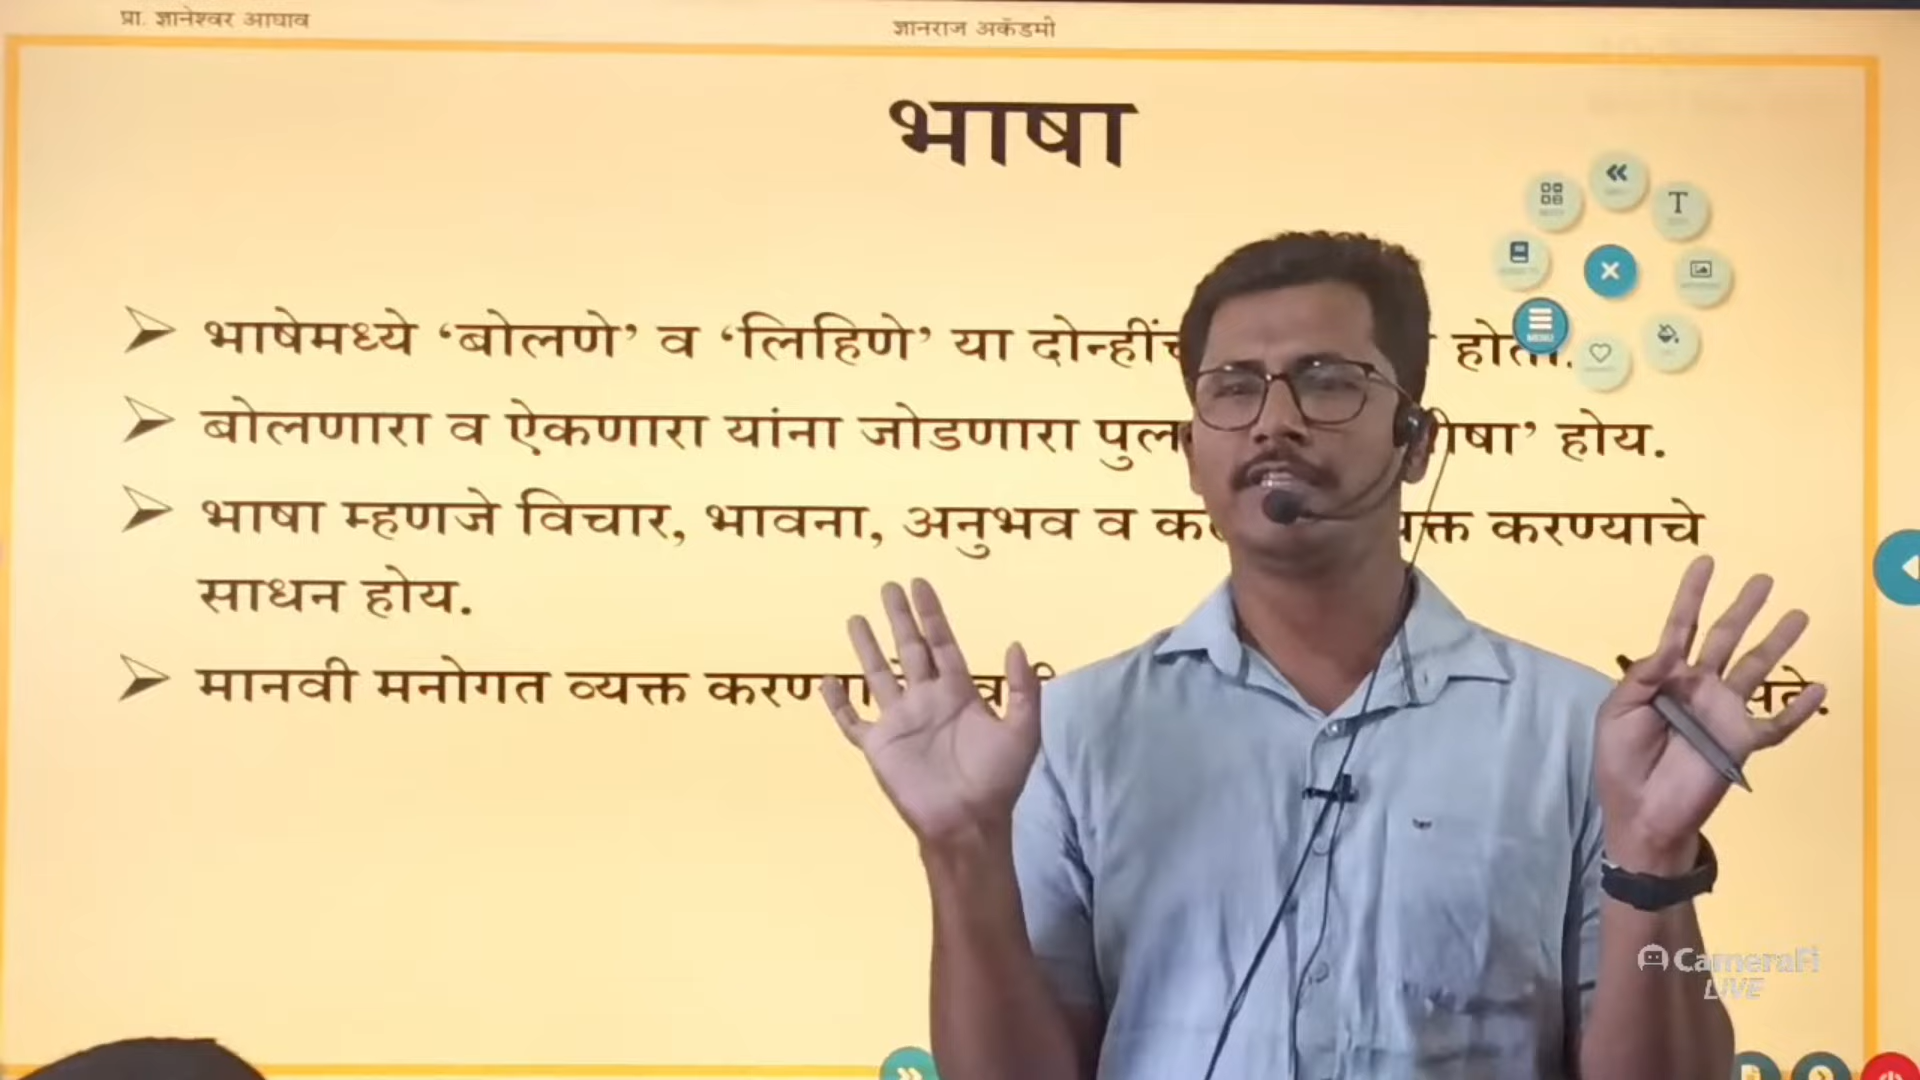 प्रा. ज्ञानेश्वर आघाव
ज्ञानराज अकॅडमी
भाषा
भाषेमध्ये ‘बोलणे’ व ‘लिहिणे’ या
बोलणारा व ऐकणारा यांना जोडणारा होय.
भाषा म्हणजे विचार, भावना, अनुभव व करण्याचे
साधन होय.
मानवी मनोगत व्यक्त
T
MENU
CameraFi
LIVE